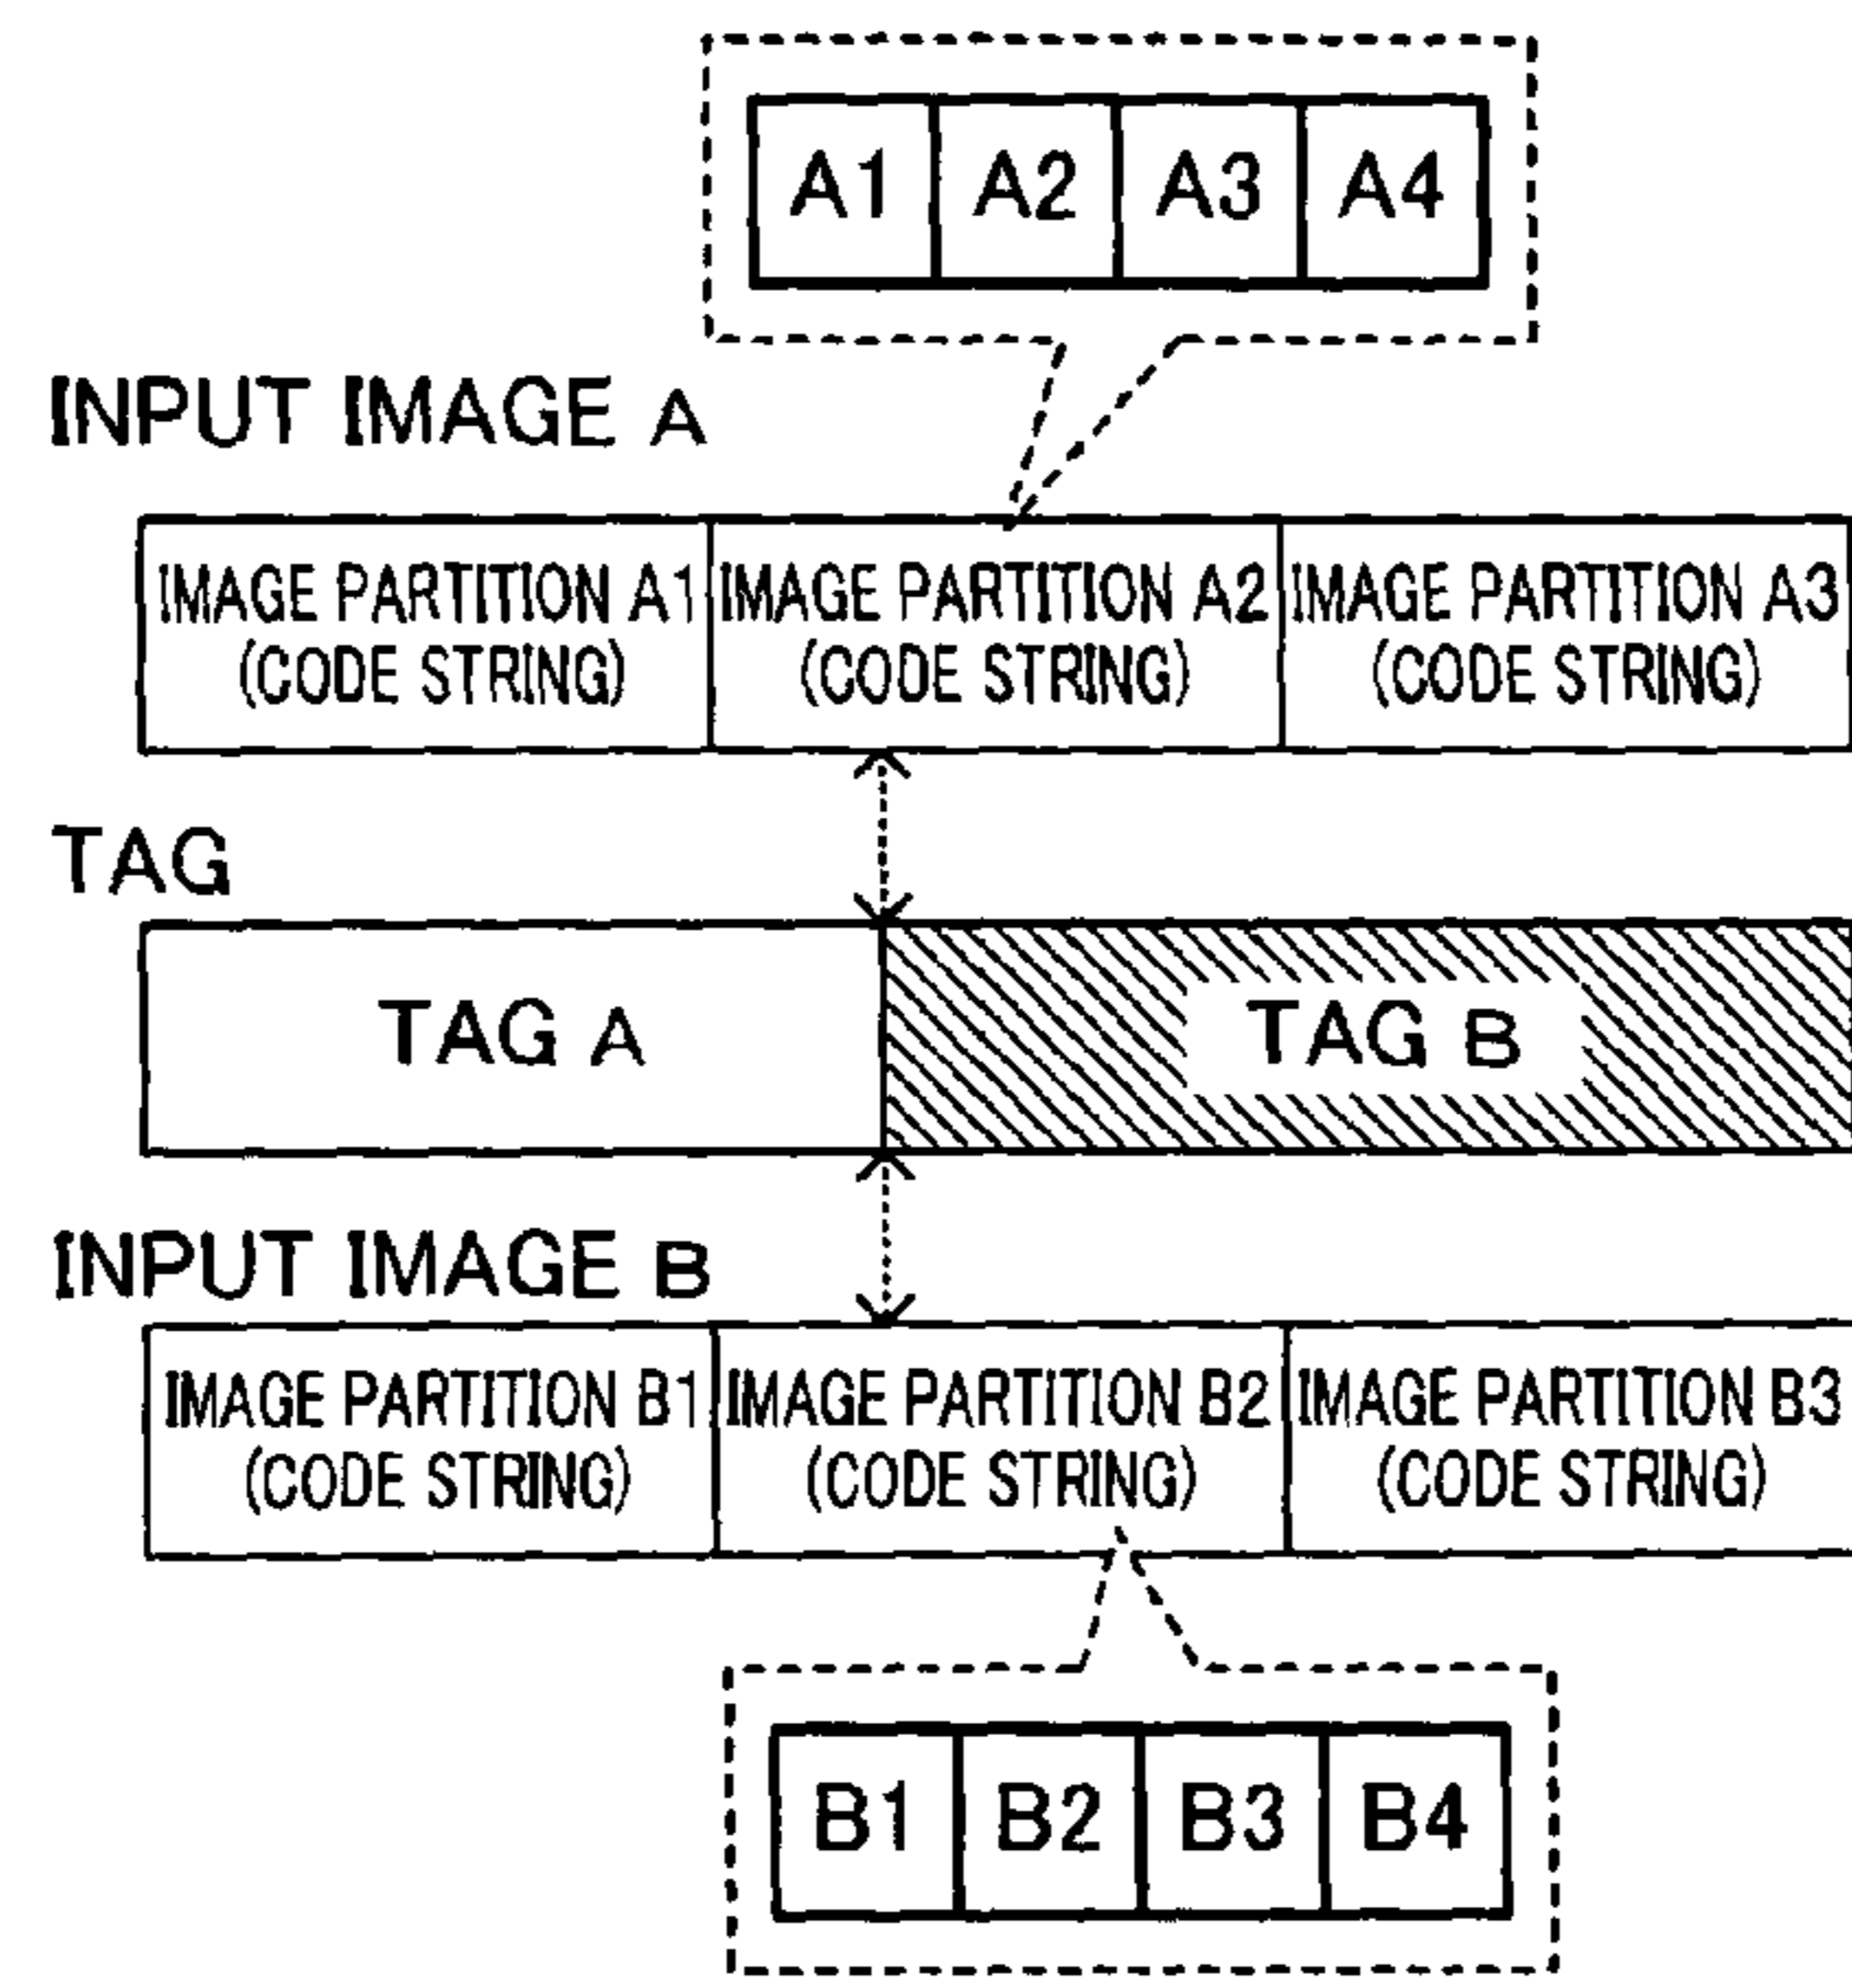 A1 A2 A3 A4
INPUT IMAGE A
IMAGE PARTITION A1 IMAGE PARTITION A2 IMAGE PARTITION A3
(CODE STRING) (CODE STRING) (CODE STRING)
TAG
TAG A TAG B
INPUT IMAGE B
IMAGE PARTITION B1 IMAGE PARTITION B2 IMAGE PARTITION B3
(CODE STRING) (CODE STRING) (CODE STRING)
B1 B2 B3 B4